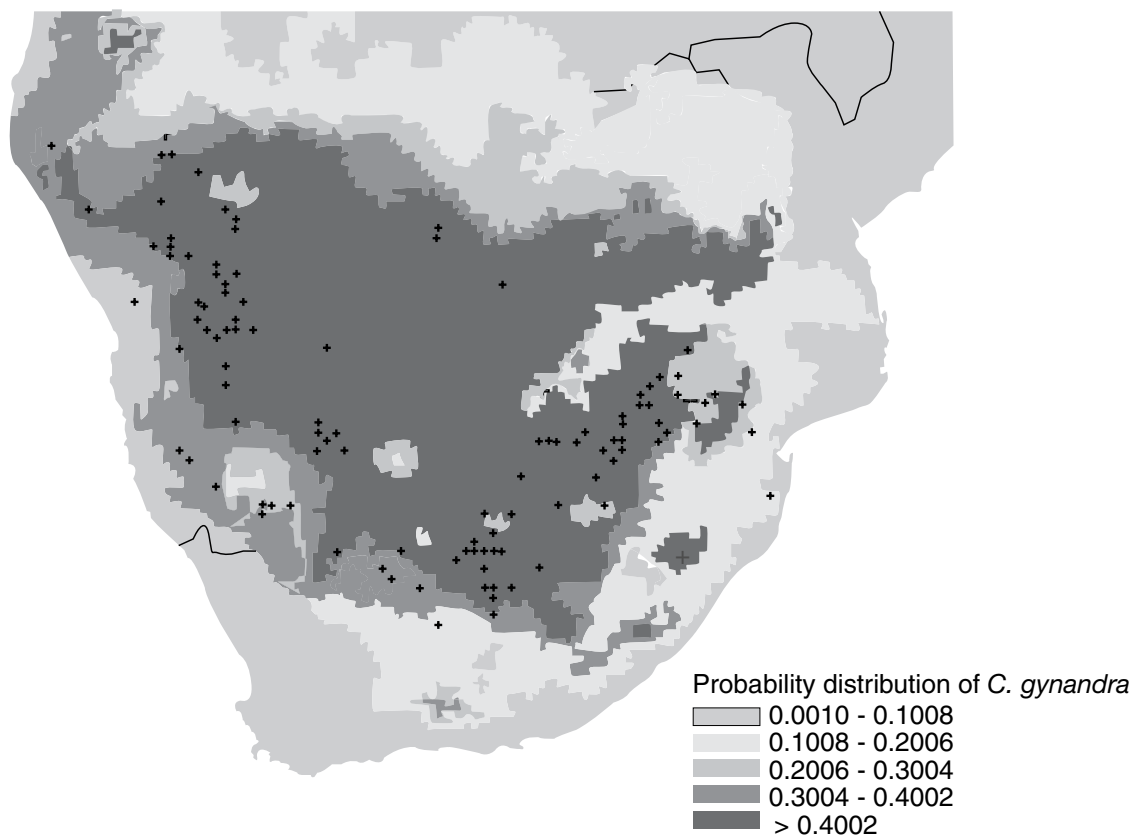 Probability distribution of C. gynandra
0.0010 - 0.1008
0.1008 - 0.2006
0.2006 - 0.3004
0.3004 - 0.4002
> 0.4002